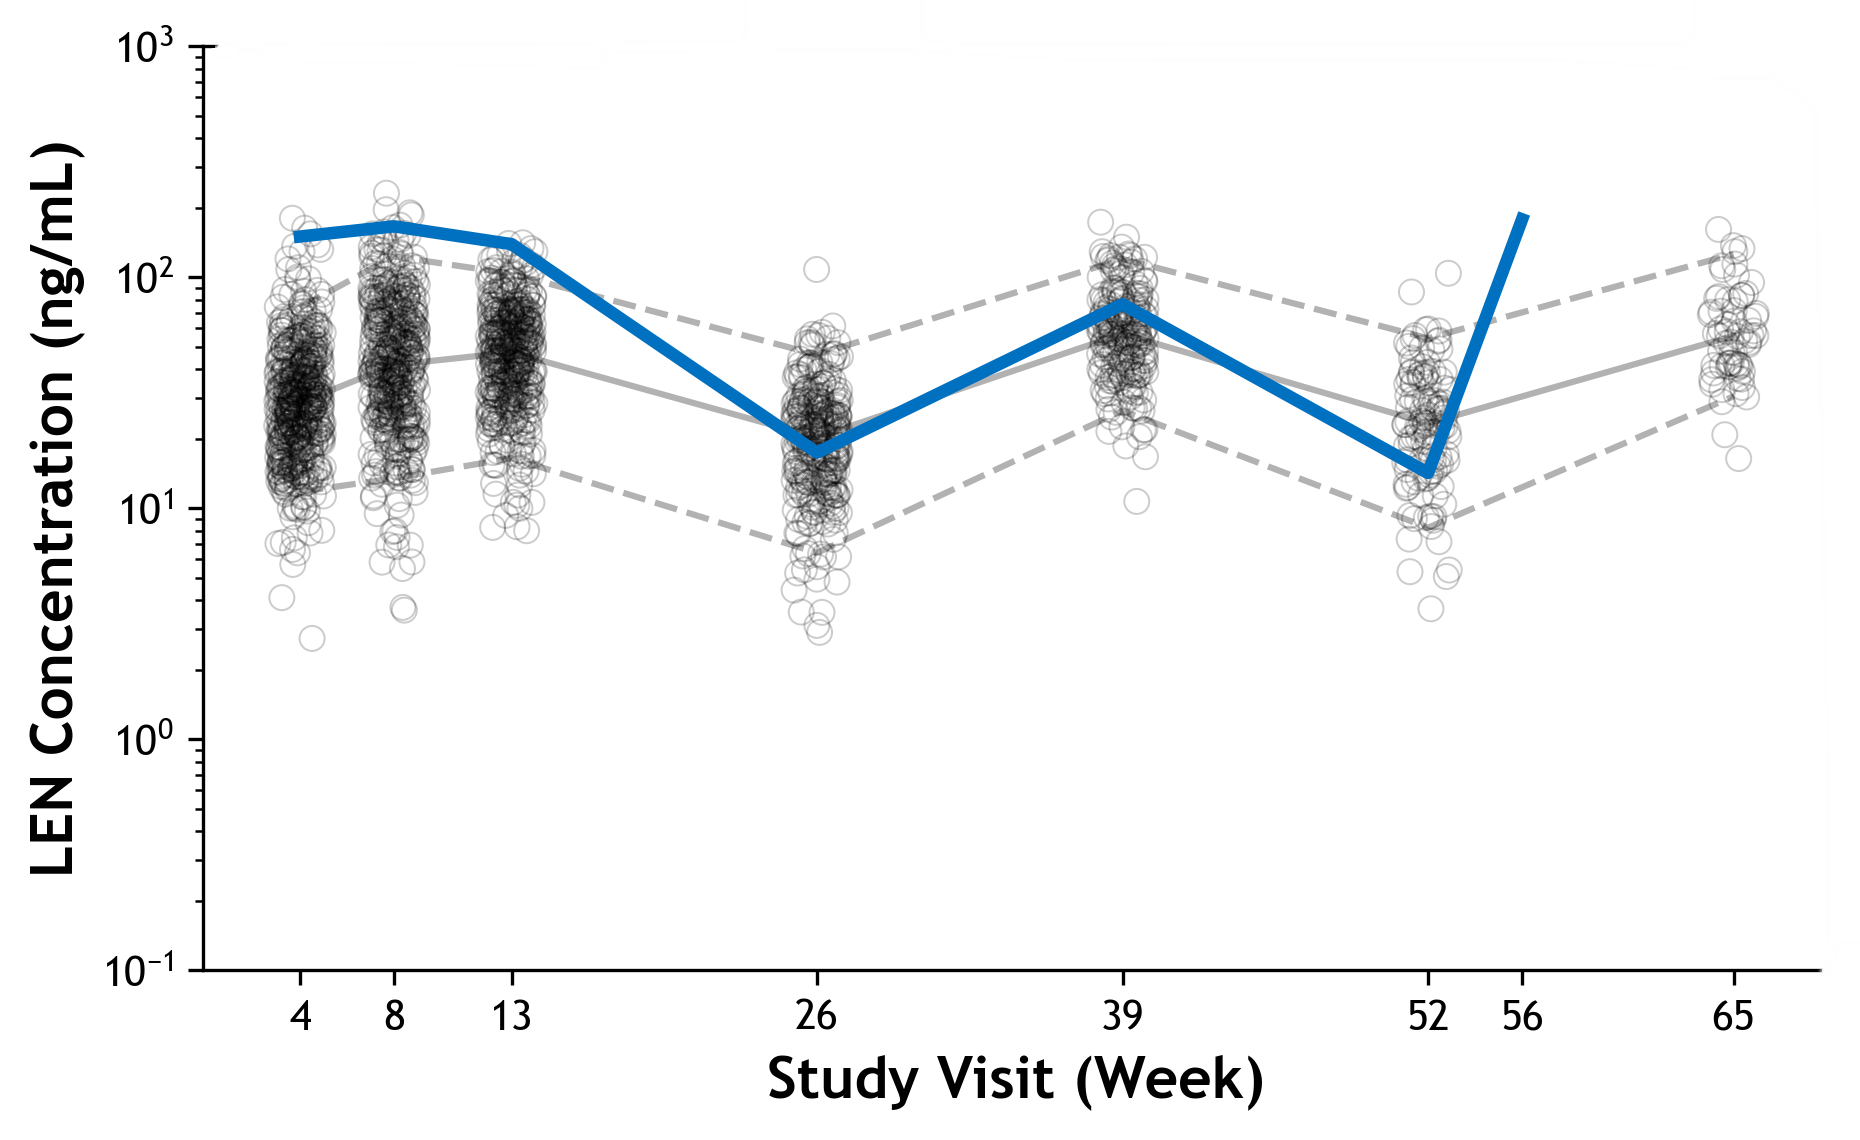 LEN Concentration (ng/mL)
10³
10²
10¹
10⁰
10⁻¹
4 8 13 26 39 52 56 65
Study Visit (Week)